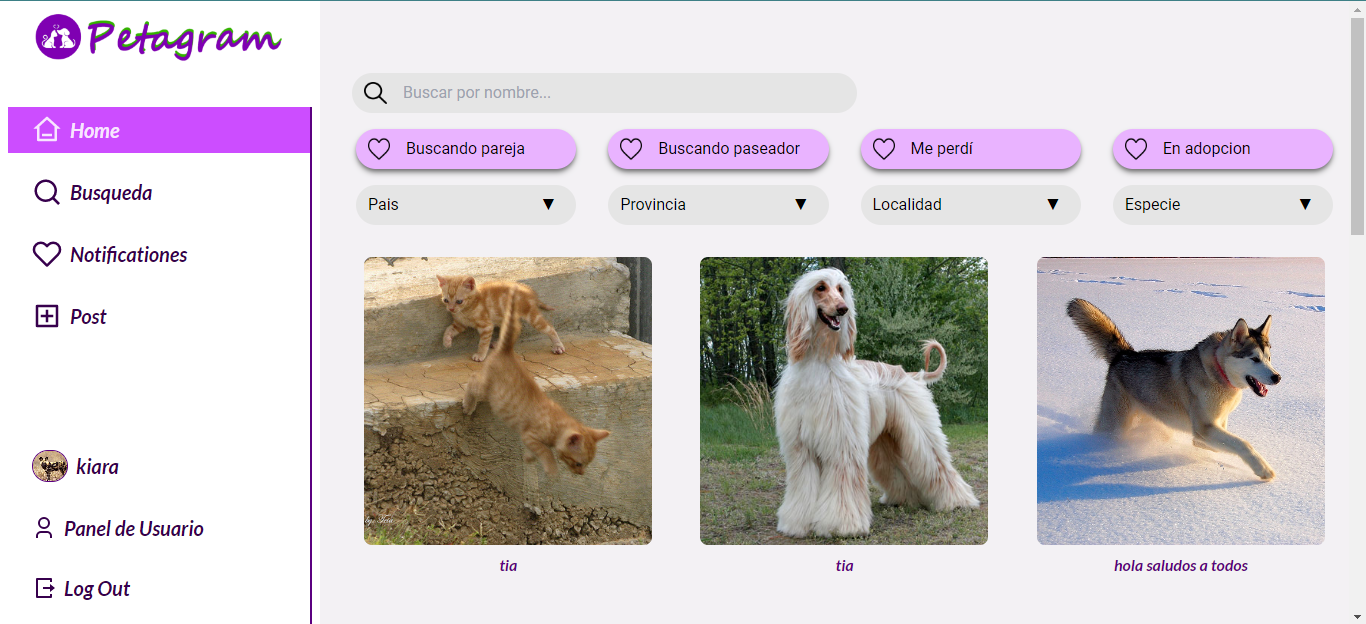 Petagram
Home
Busqueda
Notificationes
Post
kiara
Panel de Usuario
Log Out
Buscar por nombre...
Buscando pareja
Buscando paseador
Me perdí
En adopcion
Pais ▼
Provincia ▼
Localidad ▼
Especie ▼
tia
tia
hola saludos a todos